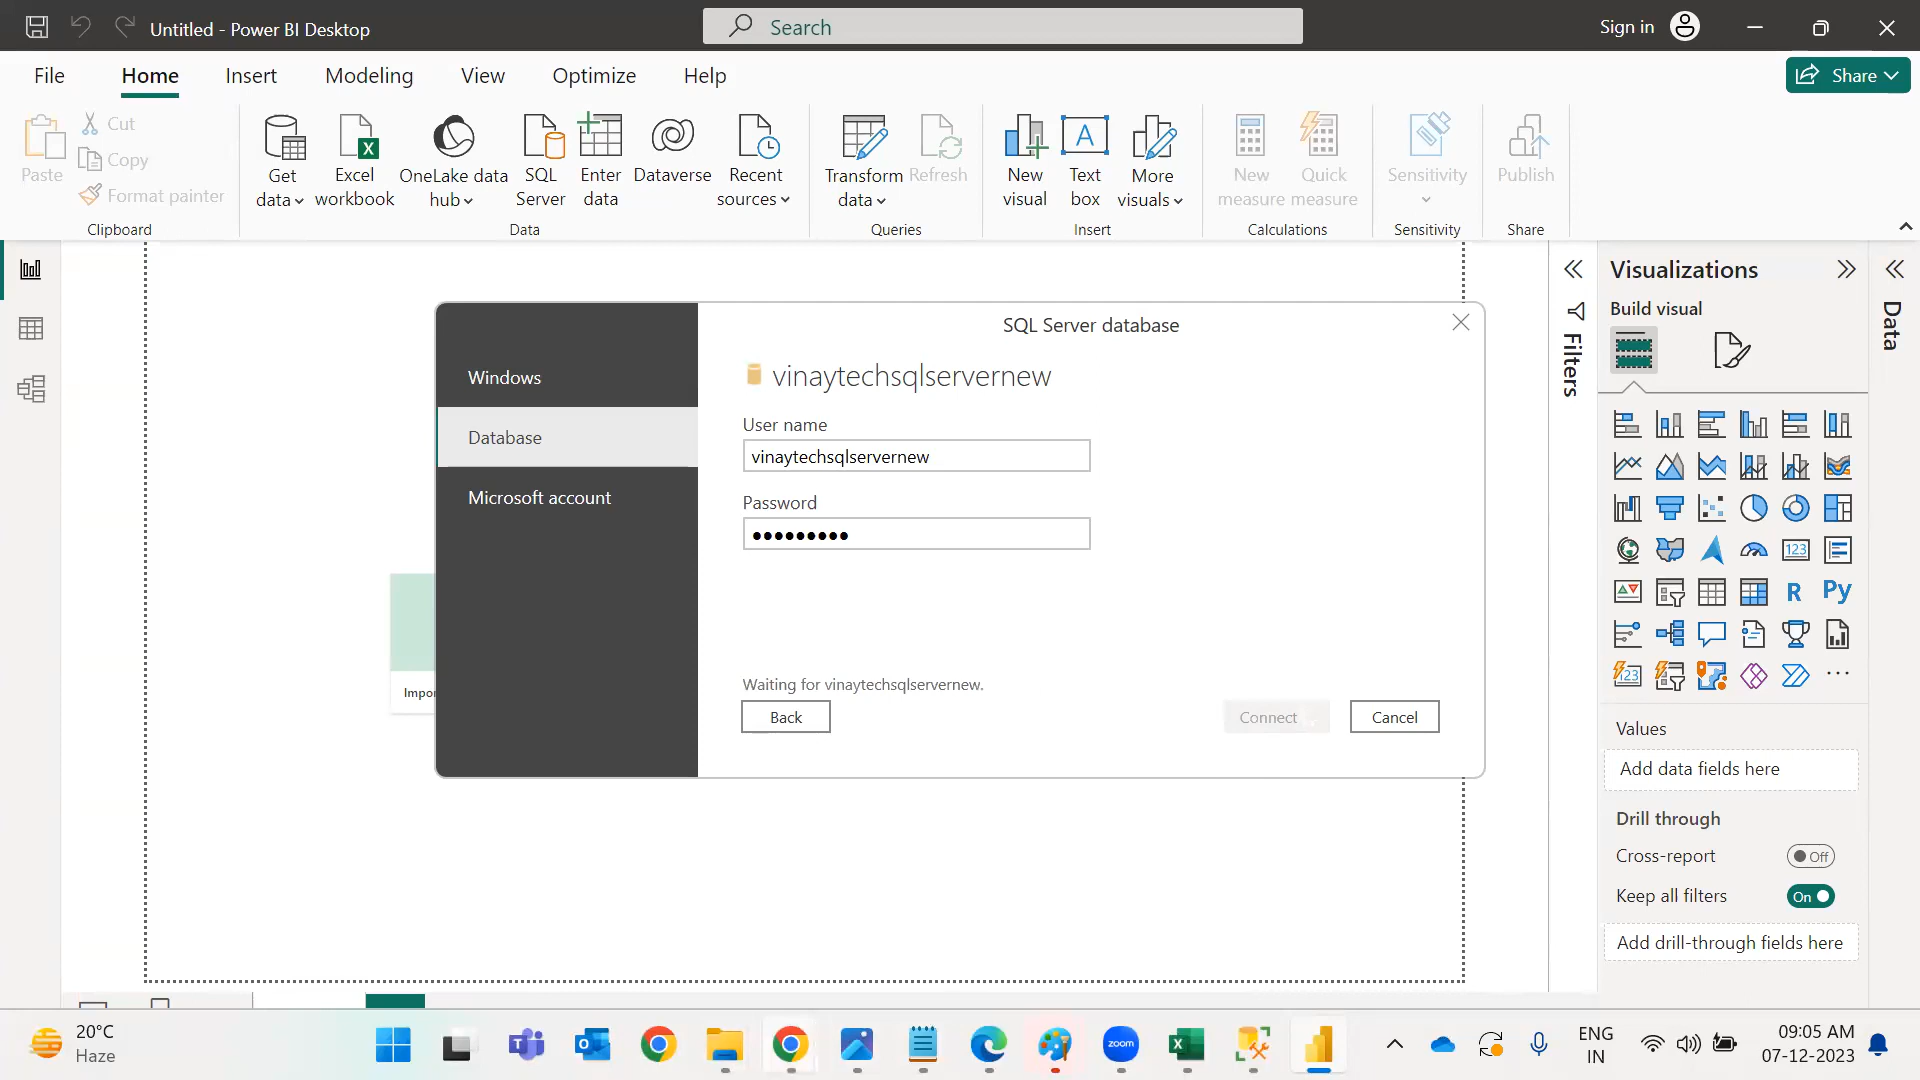 Untitled - Power BI Desktop
Search
Sign in
File
Home
Insert
Modeling
View
Optimize
Help
Share
Paste
Cut
Copy
Format painter
Clipboard
Get data
Excel workbook
OneLake data hub
SQL Server
Enter data
Dataverse
Recent sources
Data
Transform data
Refresh
Queries
New visual
Text box
More visuals
Insert
New measure
Quick measure
Calculations
Sensitivity
Sensitivity
Publish
Share
SQL Server database
Windows
Database
Microsoft account
vinaytechsqlservernew
User name
vinaytechsqlservernew
Password
●●●●●●●●●
Waiting for vinaytechsqlservernew.
Back
Connect
Cancel
Impor
Filters
Visualizations
Build visual
Data
123
R
Py
123
Values
Add data fields here
Drill through
Cross-report
Off
Keep all filters
On
Add drill-through fields here
20°C
Haze
zoom
ENG
IN
09:05 AM
07-12-2023